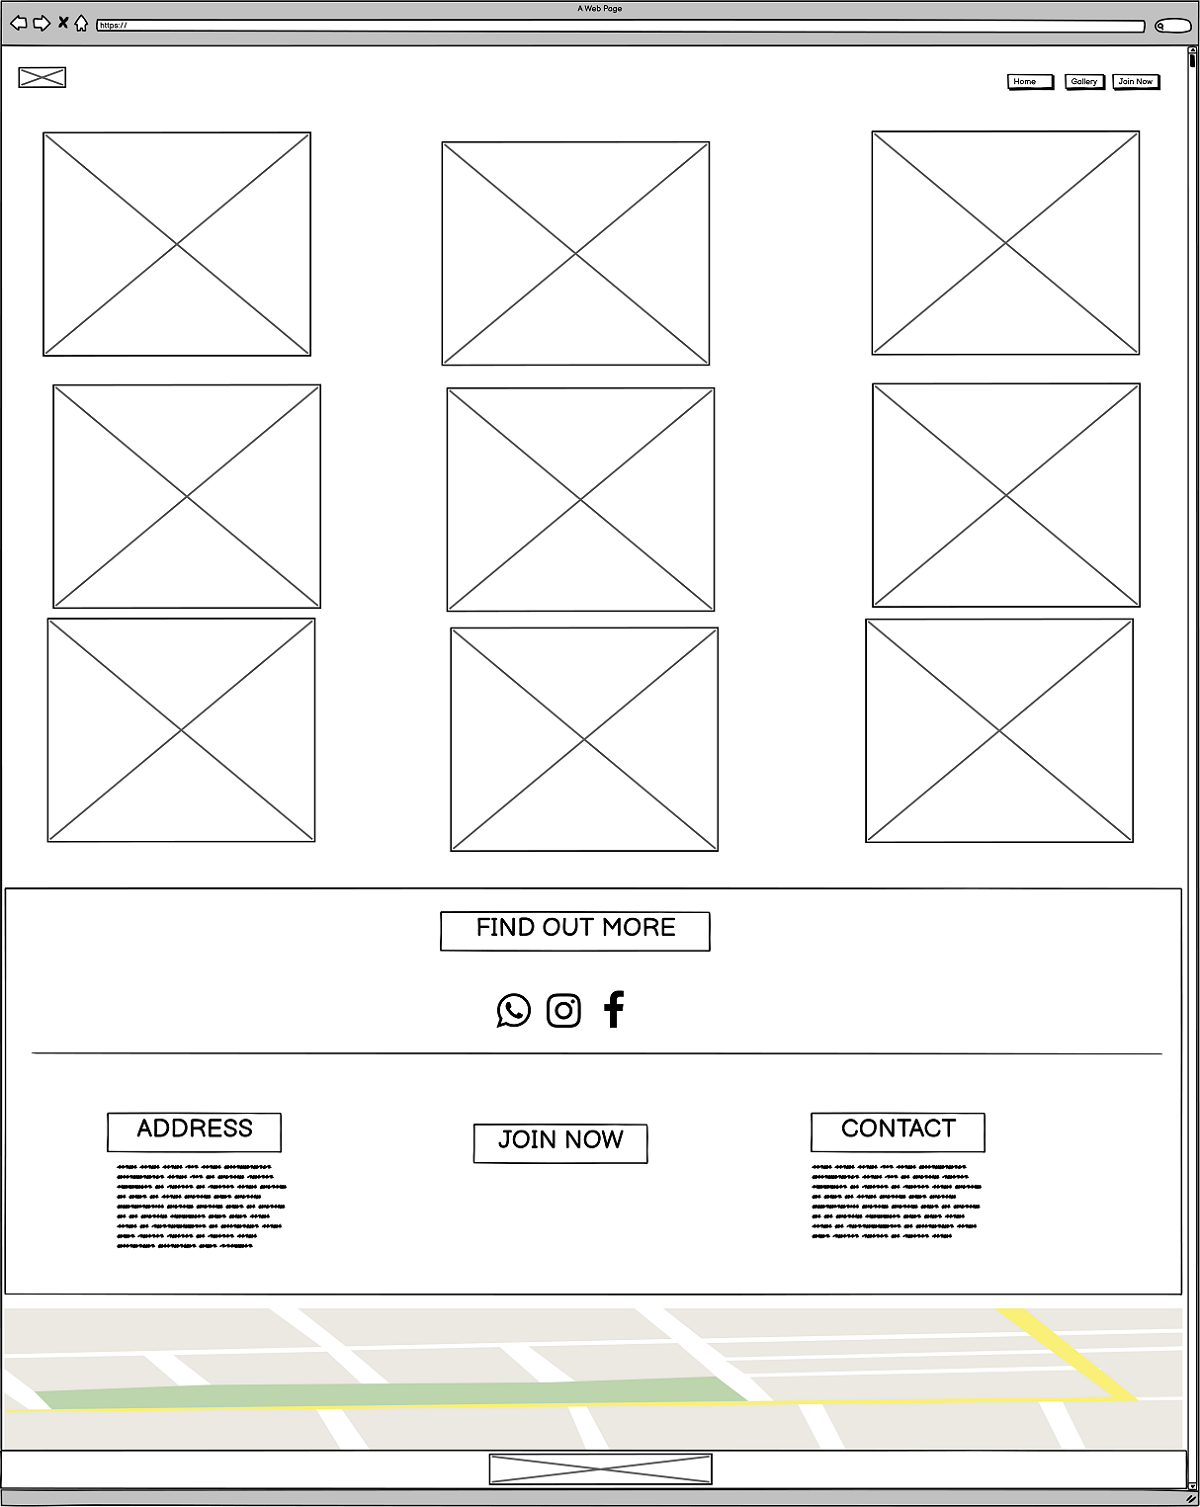 A Web Page
https://
Home
Gallery
Join Now
FIND OUT MORE
ADDRESS
JOIN NOW
CONTACT